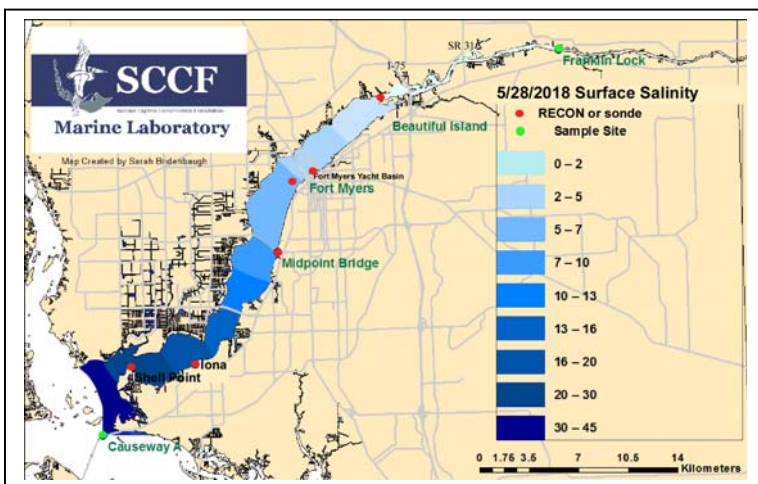 SCCF
Marine Laboratory
Map Created by Sarah Bridenbaugh
I-75
SR 31
Franklin Lock
5/28/2018 Surface Salinity
RECON or sonde
Sample Site
Beautiful Island
Fort Myers Yacht Basin
Fort Myers
Midpoint Bridge
Iona
Shell Point
Causeway A
0 – 2
2 – 5
5 – 7
7 – 10
10 – 13
13 – 16
16 – 20
20 – 30
30 – 45
0 1.75 3.5 7 10.5 14
Kilometers